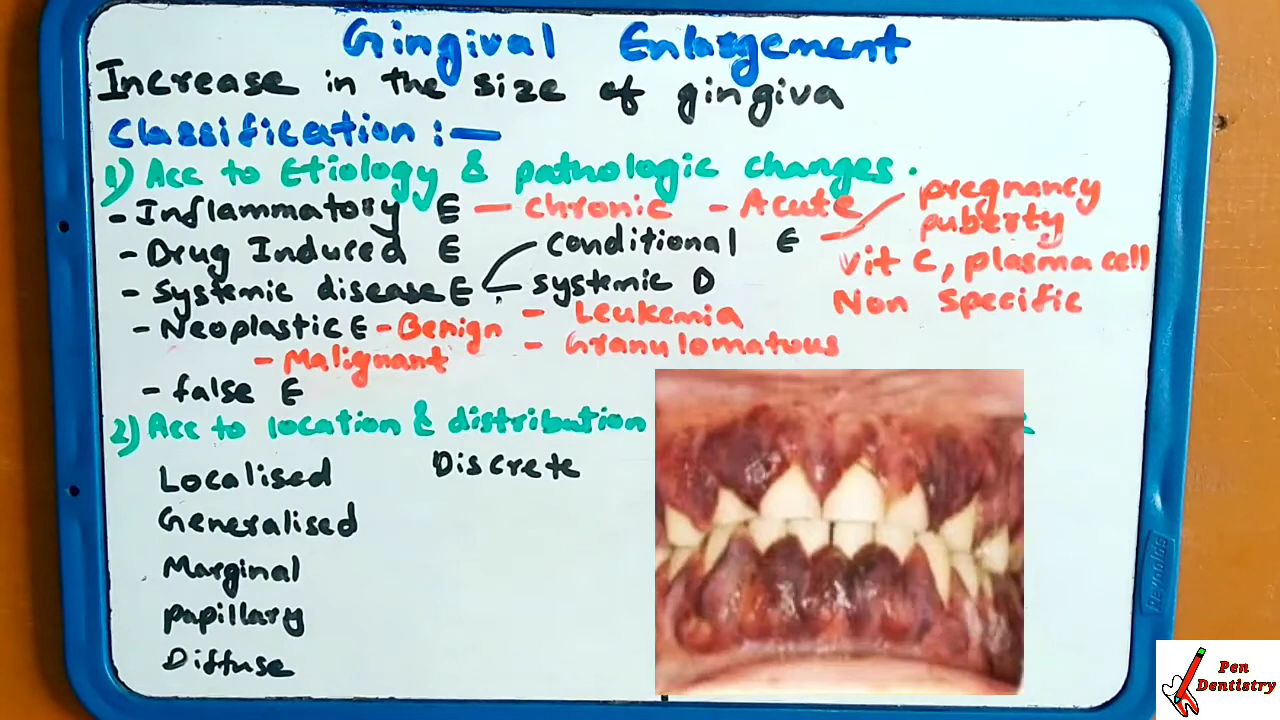 Gingival Enlargement
Increase in the size of gingiva
Classification :—
1) Acc to Etiology & pathologic changes.
- Inflammatory E — chronic - Acute
- Drug Induced E
- Systemic disease E
conditional E
systemic D
pregnancy
puberty
vit C, plasma cell
Non Specific
- Leukemia
- Granulomatous
- Neoplastic E - Benign
- Malignant
- false E
2) Acc to location & distribution
Localised
Discrete
Generalised
Marginal
papillary
Diffuse
Reynolds
Pen
Dentistry